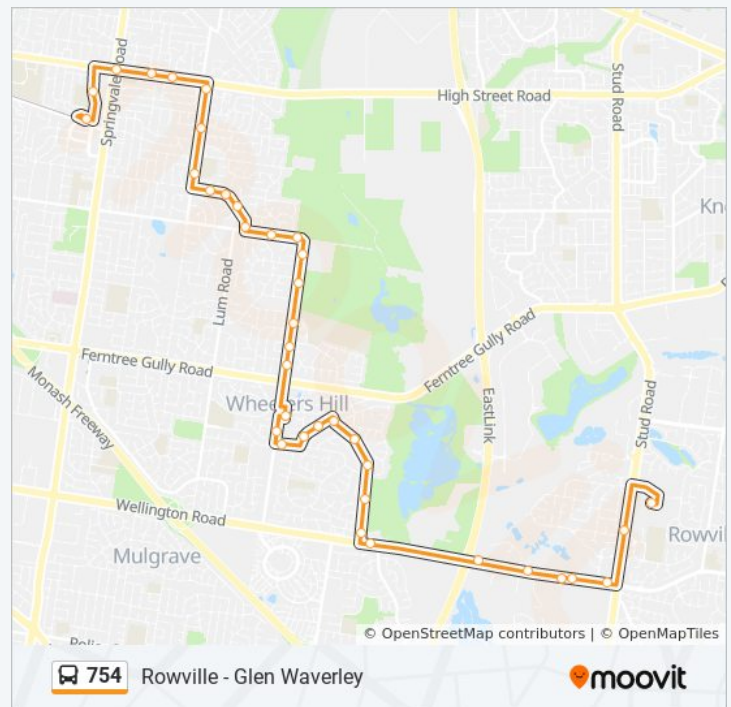 Springvale Road
High Street Road
Stud Road
Kn
Lum Road
Ferntree Gully Road
Ferntree Gully Road
Monash Freeway
Wheelers Hill
EastLink
Stud Road
Wellington Road
Mulgrave
Rowvil
© OpenStreetMap contributors | © OpenMapTiles
754 Rowville - Glen Waverley
moovit